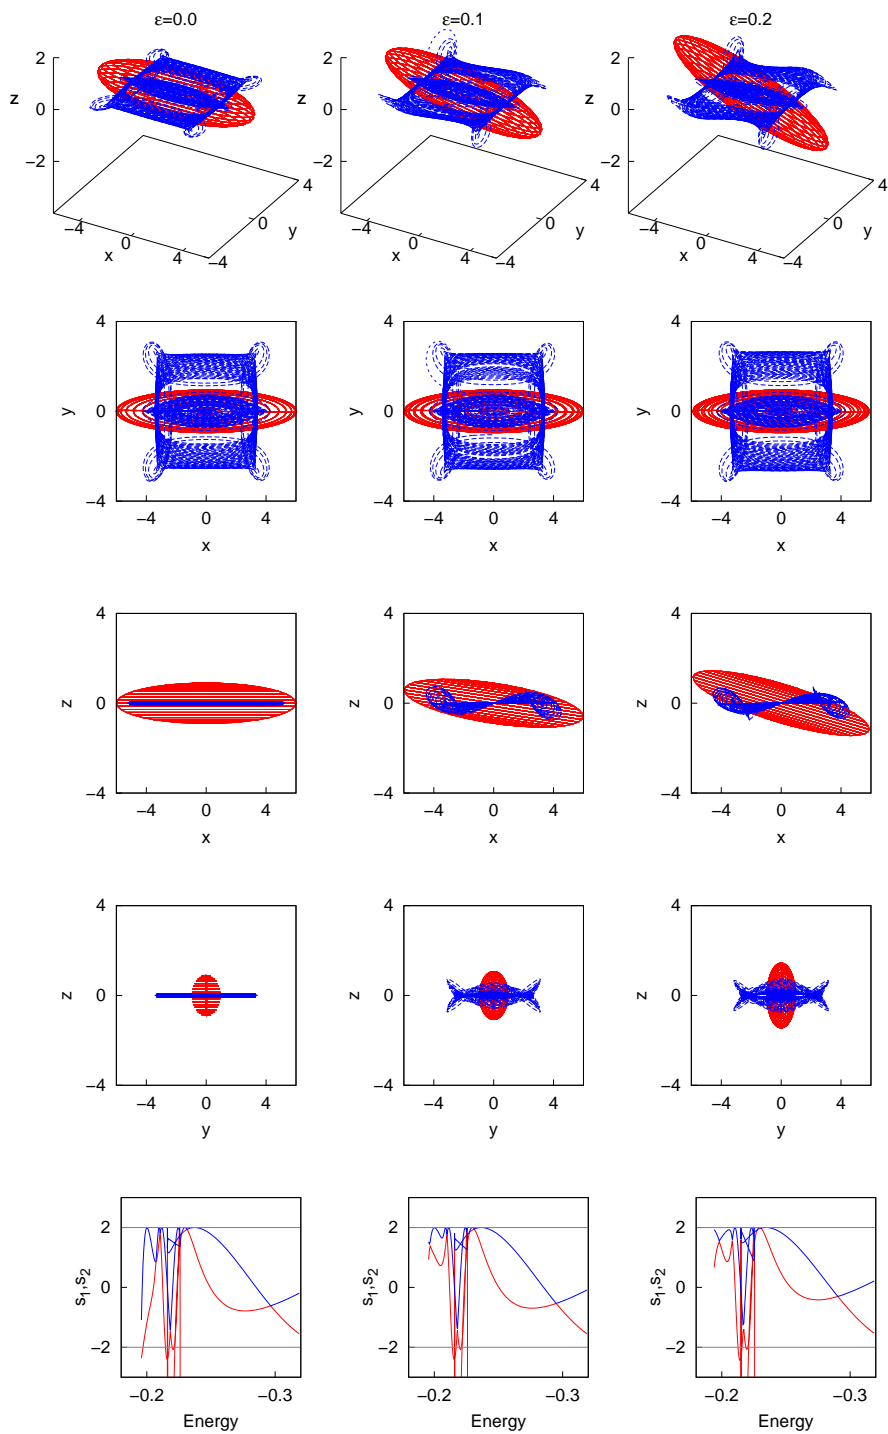 ε=0.0 ε=0.1 ε=0.2
2 2 2
z 0 z 0 z 0
−2 −2 −2
4 4 4
−4 0 y −4 0 y −4 0 y
x 0 4 −4 x 0 4 −4 x 0 4 −4
4 4 4
y 0 y 0 y 0
−4 −4 −4
−4 0 4 −4 0 4 −4 0 4
x x x
4 4 4
z 0 z 0 z 0
−4 −4 −4
−4 0 4 −4 0 4 −4 0 4
x x x
4 4 4
z 0 z 0 z 0
−4 −4 −4
−4 0 4 −4 0 4 −4 0 4
y y y
2 2 2
s1,s2 0 s1,s2 0 s1,s2 0
−2 −2 −2
−0.2 −0.3 −0.2 −0.3 −0.2 −0.3
Energy Energy Energy